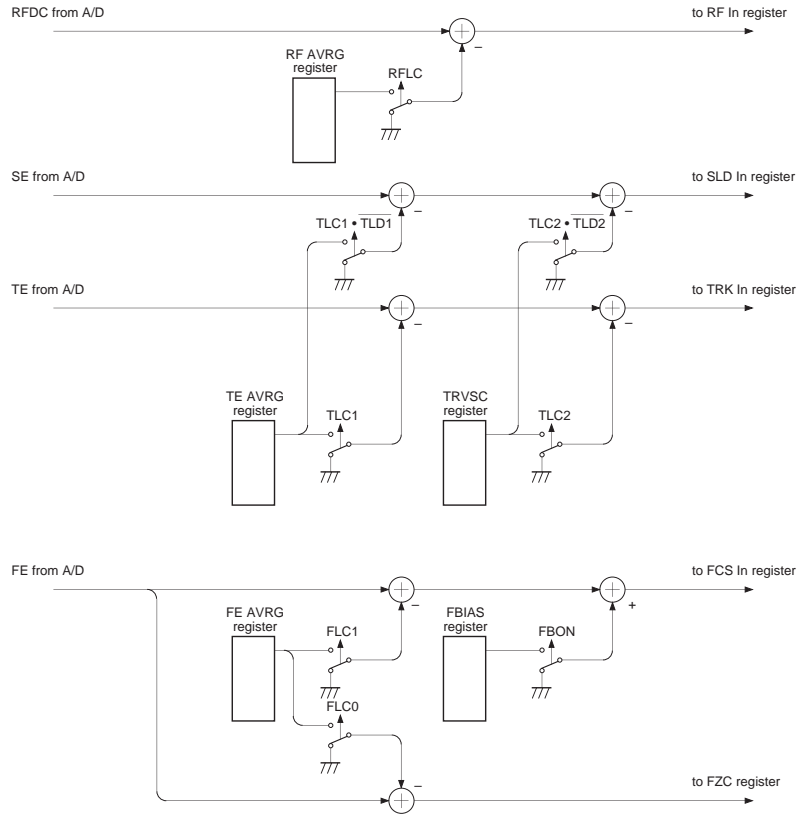 RFDC from A/D
to RF In register
–
RF AVRG
register
RFLC
SE from A/D
to SLD In register
–
–
TLC1 • T̅L̅D̅1̅
TLC2 • T̅L̅D̅2̅
TE from A/D
to TRK In register
–
–
TE AVRG
register
TLC1
TRVSC
register
TLC2
FE from A/D
to FCS In register
–
+
FE AVRG
register
FLC1
FBIAS
register
FBON
FLC0
–
to FZC register